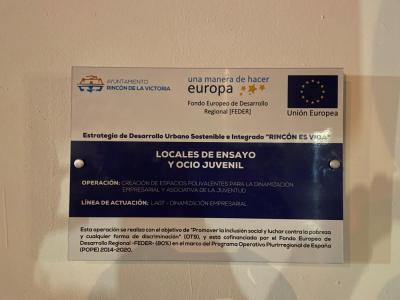 AYUNTAMIENTO
RINCÓN DE LA VICTORIA
una manera de hacer
europa
Fondo Europeo de Desarrollo
Regional [FEDER]
Unión Europea
Estrategia de Desarrollo Urbano Sostenible e Integrado "RINCÓN ES VIDA"
LOCALES DE ENSAYO
Y OCIO JUVENIL
OPERACIÓN: CREACIÓN DE ESPACIOS POLIVALENTES PARA LA DINAMIZACIÓN
EMPRESARIAL Y ASOCIATIVA DE LA JUVENTUD
LÍNEA DE ACTUACIÓN: LA07 - DINAMIZACIÓN EMPRESARIAL
Esta operación se realiza con el objetivo de "Promover la inclusión social y luchar contra la pobreza
y cualquier forma de discriminación" (OT9), y está cofinanciada por el Fondo Europeo de
Desarrollo Regional -FEDER- (80%) en el marco del Programa Operativo Plurirregional de España
(POPE) 2014-2020.